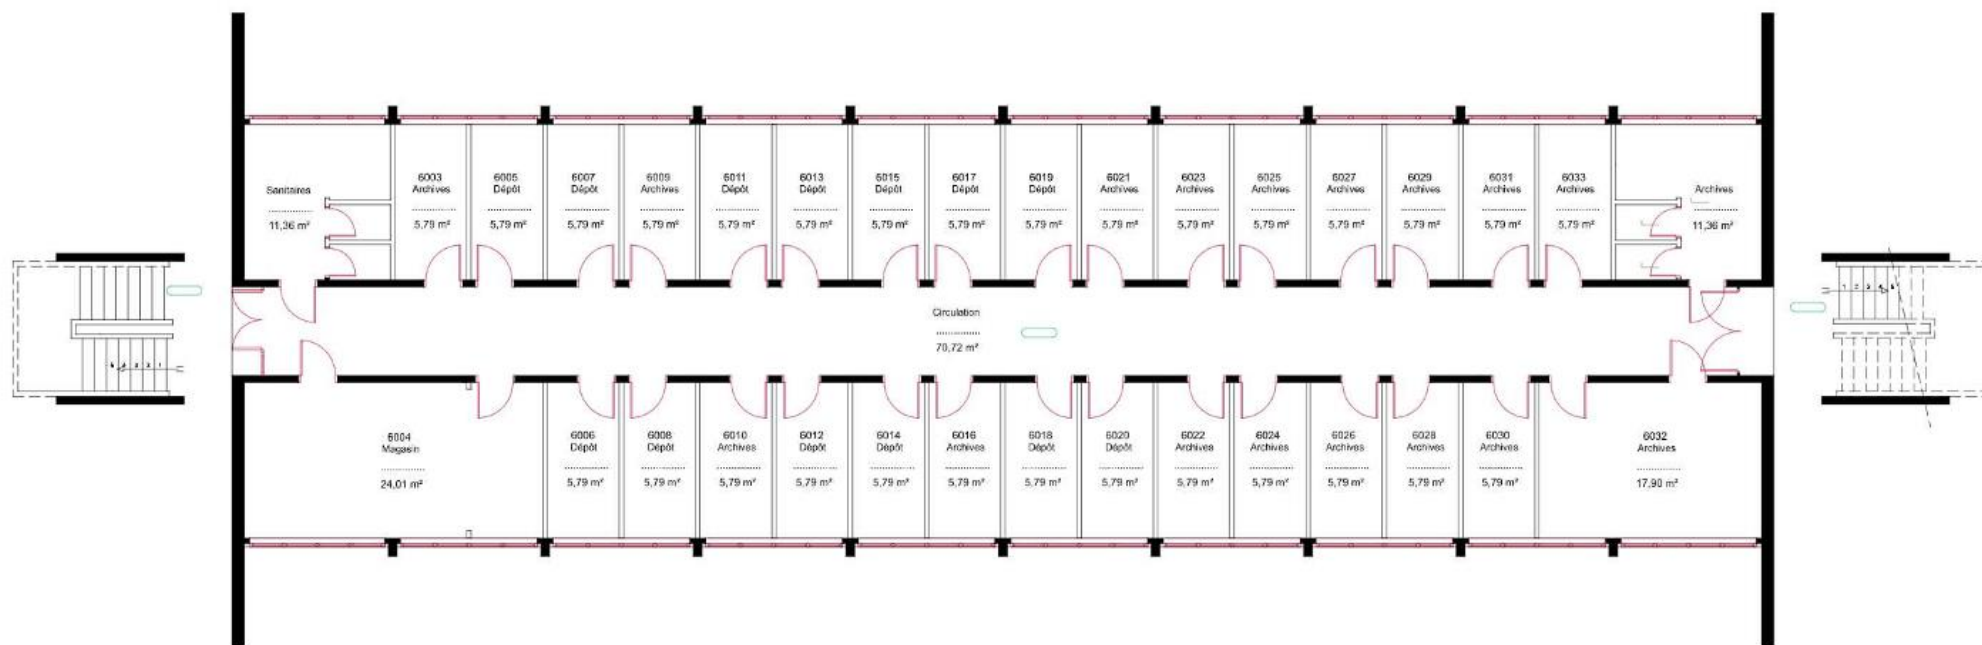 Sanitaires
11,36 m²
6003
Archives
5,79 m²
6005
Dépôt
5,79 m²
6007
Dépôt
5,79 m²
6009
Archives
5,79 m²
6011
Dépôt
5,79 m²
6013
Dépôt
5,79 m²
6015
Dépôt
5,79 m²
6017
Dépôt
5,79 m²
6019
Dépôt
5,79 m²
6021
Archives
5,79 m²
6023
Archives
5,79 m²
6025
Archives
5,79 m²
6027
Archives
5,79 m²
6029
Archives
5,79 m²
6031
Archives
5,79 m²
6033
Archives
5,79 m²
Archives
11,36 m²
Circulation
70,72 m²
6004
Magasin
24,01 m²
6006
Dépôt
5,79 m²
6008
Dépôt
5,79 m²
6010
Archives
5,79 m²
6012
Dépôt
5,79 m²
6014
Dépôt
5,79 m²
6016
Archives
5,79 m²
6018
Dépôt
5,79 m²
6020
Dépôt
5,79 m²
6022
Archives
5,79 m²
6024
Archives
5,79 m²
6026
Archives
5,79 m²
6028
Archives
5,79 m²
6030
Archives
5,79 m²
6032
Archives
17,90 m²